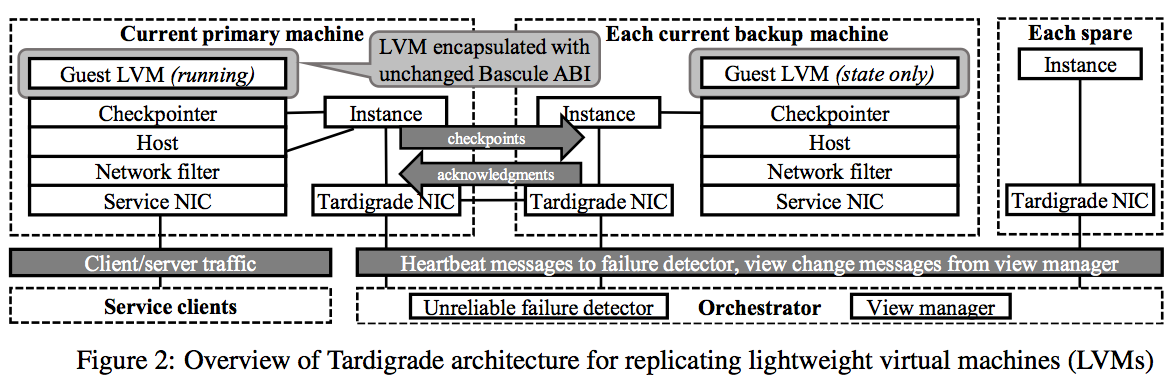 Current primary machine
LVM encapsulated with
unchanged Bascule ABI
Each current backup machine
Each spare
Guest LVM (running)
Guest LVM (state only)
Instance
Checkpointer
Instance
Instance
Checkpointer
Host
checkpoints
Host
Network filter
acknowledgments
Network filter
Service NIC
Tardigrade NIC
Tardigrade NIC
Service NIC
Tardigrade NIC
Client/server traffic
Heartbeat messages to failure detector, view change messages from view manager
Service clients
Unreliable failure detector
Orchestrator
View manager
Figure 2: Overview of Tardigrade architecture for replicating lightweight virtual machines (LVMs)